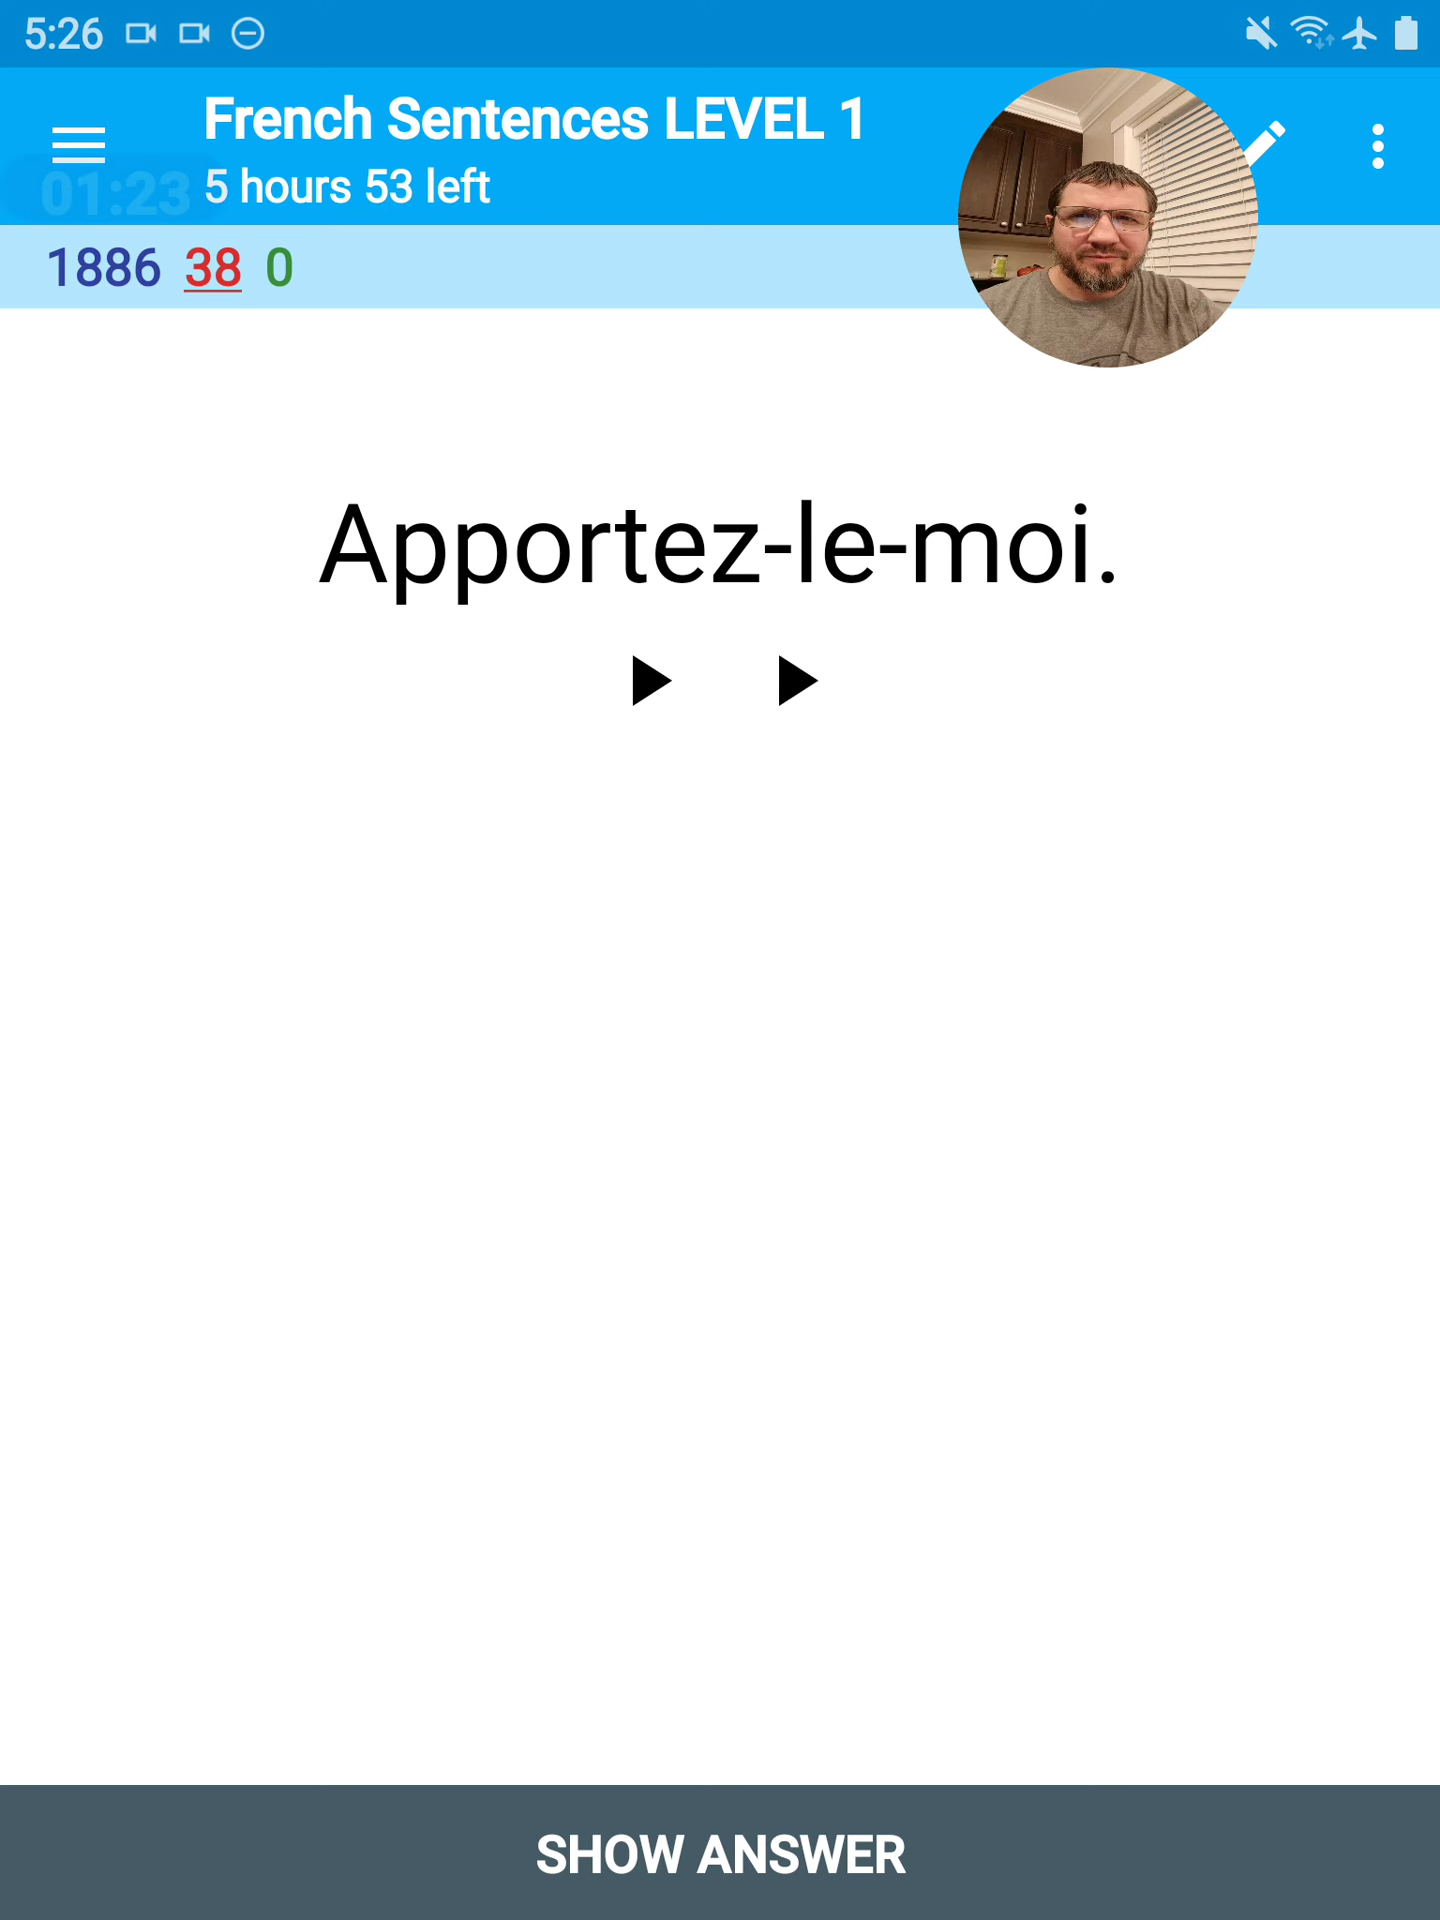 5:26
French Sentences LEVEL 1
01:23
5 hours 53 left
1886 38 0
Apportez-le-moi.
SHOW ANSWER